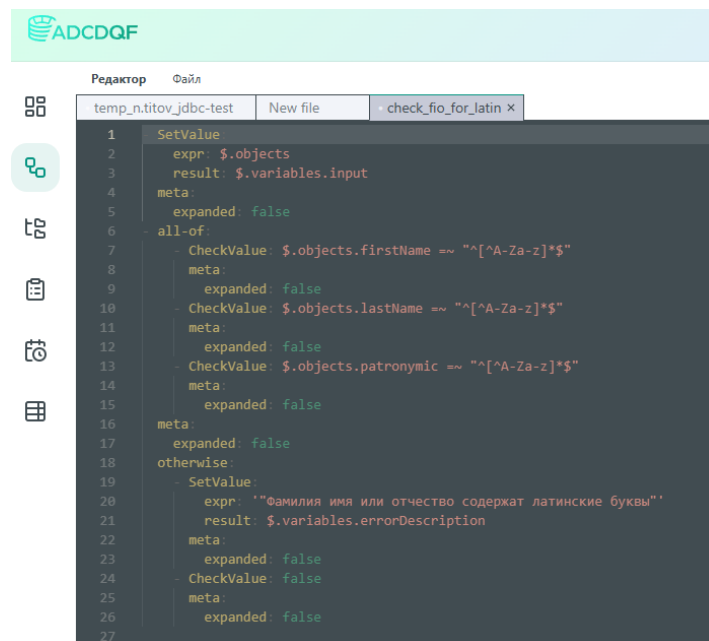 ADCDQF
Редактор Файл
temp_n.titov_jdbc-test New file check_fio_for_latin ×
1 - SetValue
2 expr: $.objects
3 result: $.variables.input
4 meta:
5 expanded: false
6 - all-of:
7 - CheckValue: $.objects.firstName =~ "^[^A-Za-z]*$"
8 meta:
9 expanded: false
10 - CheckValue: $.objects.lastName =~ "^[^A-Za-z]*$"
11 meta:
12 expanded: false
13 - CheckValue: $.objects.patronymic =~ "^[^A-Za-z]*$"
14 meta:
15 expanded: false
16 meta:
17 expanded: false
18 otherwise:
19 - SetValue:
20 expr: '"Фамилия имя или отчество содержат латинские буквы"'
21 result: $.variables.errorDescription
22 meta:
23 expanded: false
24 - CheckValue: false
25 meta:
26 expanded: false
27